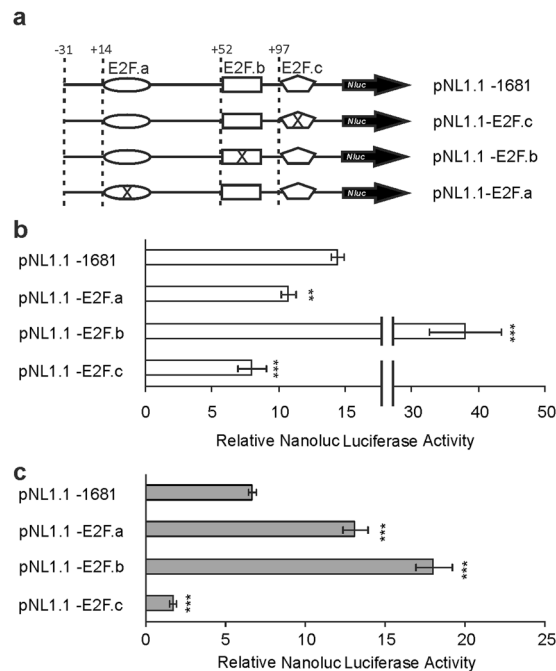 a
-31 +14 +52 +97
E2F.a E2F.b E2F.c
Nluc pNL1.1 -1681
X Nluc pNL1.1-E2F.c
X Nluc pNL1.1 -E2F.b
X Nluc pNL1.1-E2F.a
b
pNL1.1 -1681
pNL1.1 -E2F.a **
pNL1.1 -E2F.b ***
pNL1.1 -E2F.c ***
0 5 10 15 30 40 50
Relative Nanoluc Luciferase Activity
c
pNL1.1 -1681
pNL1.1 -E2F.a ***
pNL1.1 -E2F.b ***
pNL1.1 -E2F.c ***
0 5 10 15 20 25
Relative Nanoluc Luciferase Activity